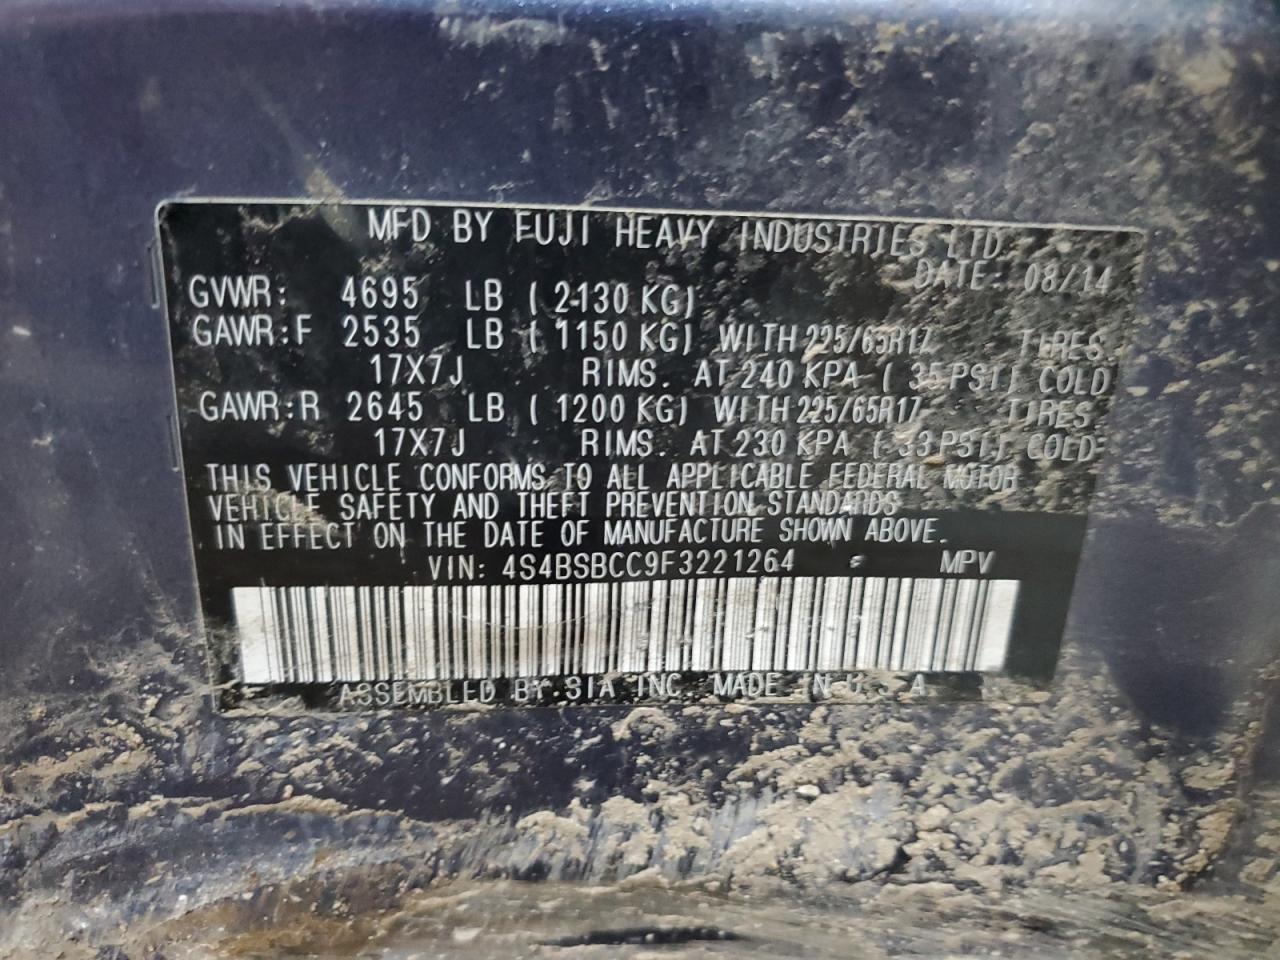 MFD BY FUJI HEAVY INDUSTRIES LTD.
DATE: 08/14
GVWR: 4695 LB ( 2130 KG)
GAWR:F 2535 LB ( 1150 KG) WITH 225/65R17 TIRES.
17X7J RIMS. AT 240 KPA ( 35 PSI) COLD
GAWR:R 2645 LB ( 1200 KG) WITH 225/65R17 TIRES
17X7J RIMS. AT 230 KPA ( 33 PSI) COLD
THIS VEHICLE CONFORMS TO ALL APPLICABLE FEDERAL MOTOR
VEHICLE SAFETY AND THEFT PREVENTION STANDARDS
IN EFFECT ON THE DATE OF MANUFACTURE SHOWN ABOVE.
VIN: 4S4BSBCC9F3221264 MPV
ASSEMBLED BY SIA INC. MADE IN U.S.A